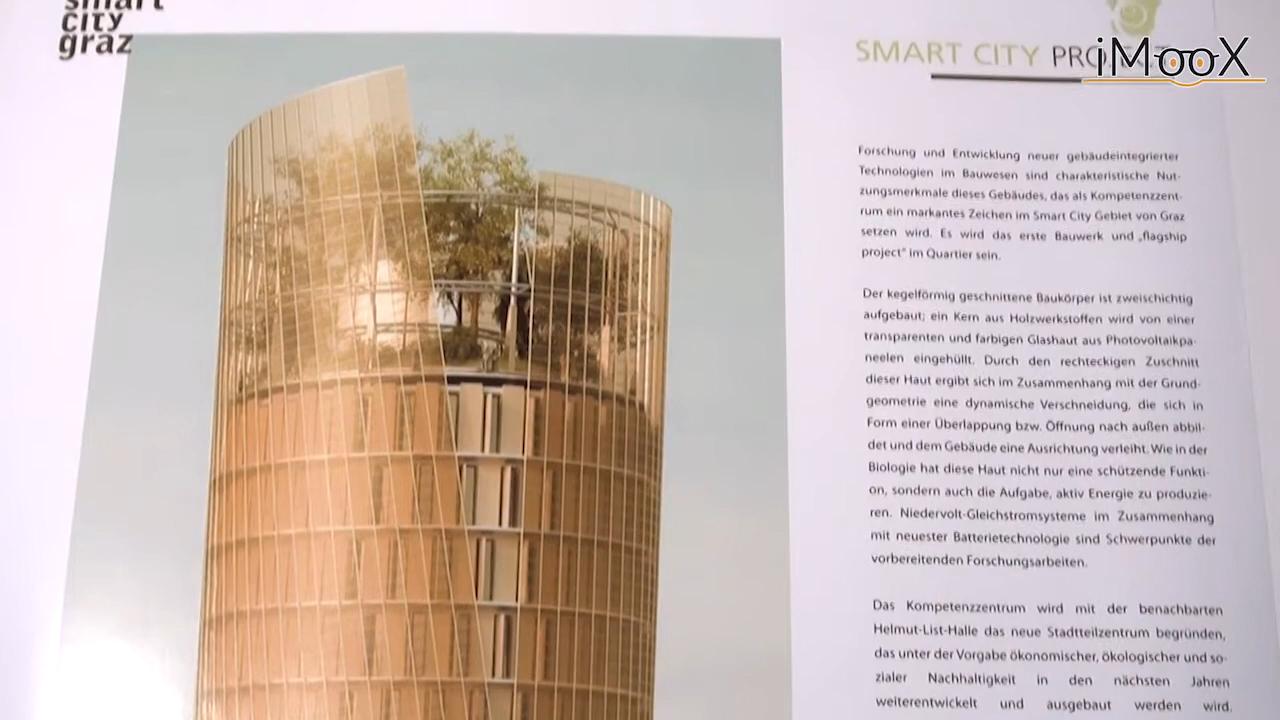 smart
city
graz
SMART CITY
iMooX
Forschung und Entwicklung neuer gebäudeintegrierter
Technologien im Bauwesen sind charakteristische Nut-
zungsmerkmale dieses Gebäudes, das als Kompetenzzent-
rum ein markantes Zeichen im Smart City Gebiet von Graz
setzen wird. Es wird das erste Bauwerk und „flagship
project“ im Quartier sein.
Der kegelförmig geschnittene Baukörper ist zweischichtig
aufgebaut; ein Kern aus Holzwerkstoffen wird von einer
transparenten und farbigen Glashaut aus Photovoltaikpa-
neelen eingehüllt. Durch den rechteckigen Zuschnitt
dieser Haut ergibt sich im Zusammenhang mit der Grund-
geometrie eine dynamische Verschneidung, die sich in
Form einer Überlappung bzw. Öffnung nach außen abbil-
det und dem Gebäude eine Ausrichtung verleiht. Wie in der
Biologie hat diese Haut nicht nur eine schützende Funkti-
on, sondern auch die Aufgabe, aktiv Energie zu produzie-
ren. Niedervolt-Gleichstromsysteme im Zusammenhang
mit neuester Batterietechnologie sind Schwerpunkte der
vorbereitenden Forschungsarbeiten.
Das Kompetenzzentrum wird mit der benachbarten
Helmut-List-Halle das neue Stadtteilzentrum begründen,
das unter der Vorgabe ökonomischer, ökologischer und so-
zialer Nachhaltigkeit in den nächsten Jahren
weiterentwickelt und ausgebaut werden wird.